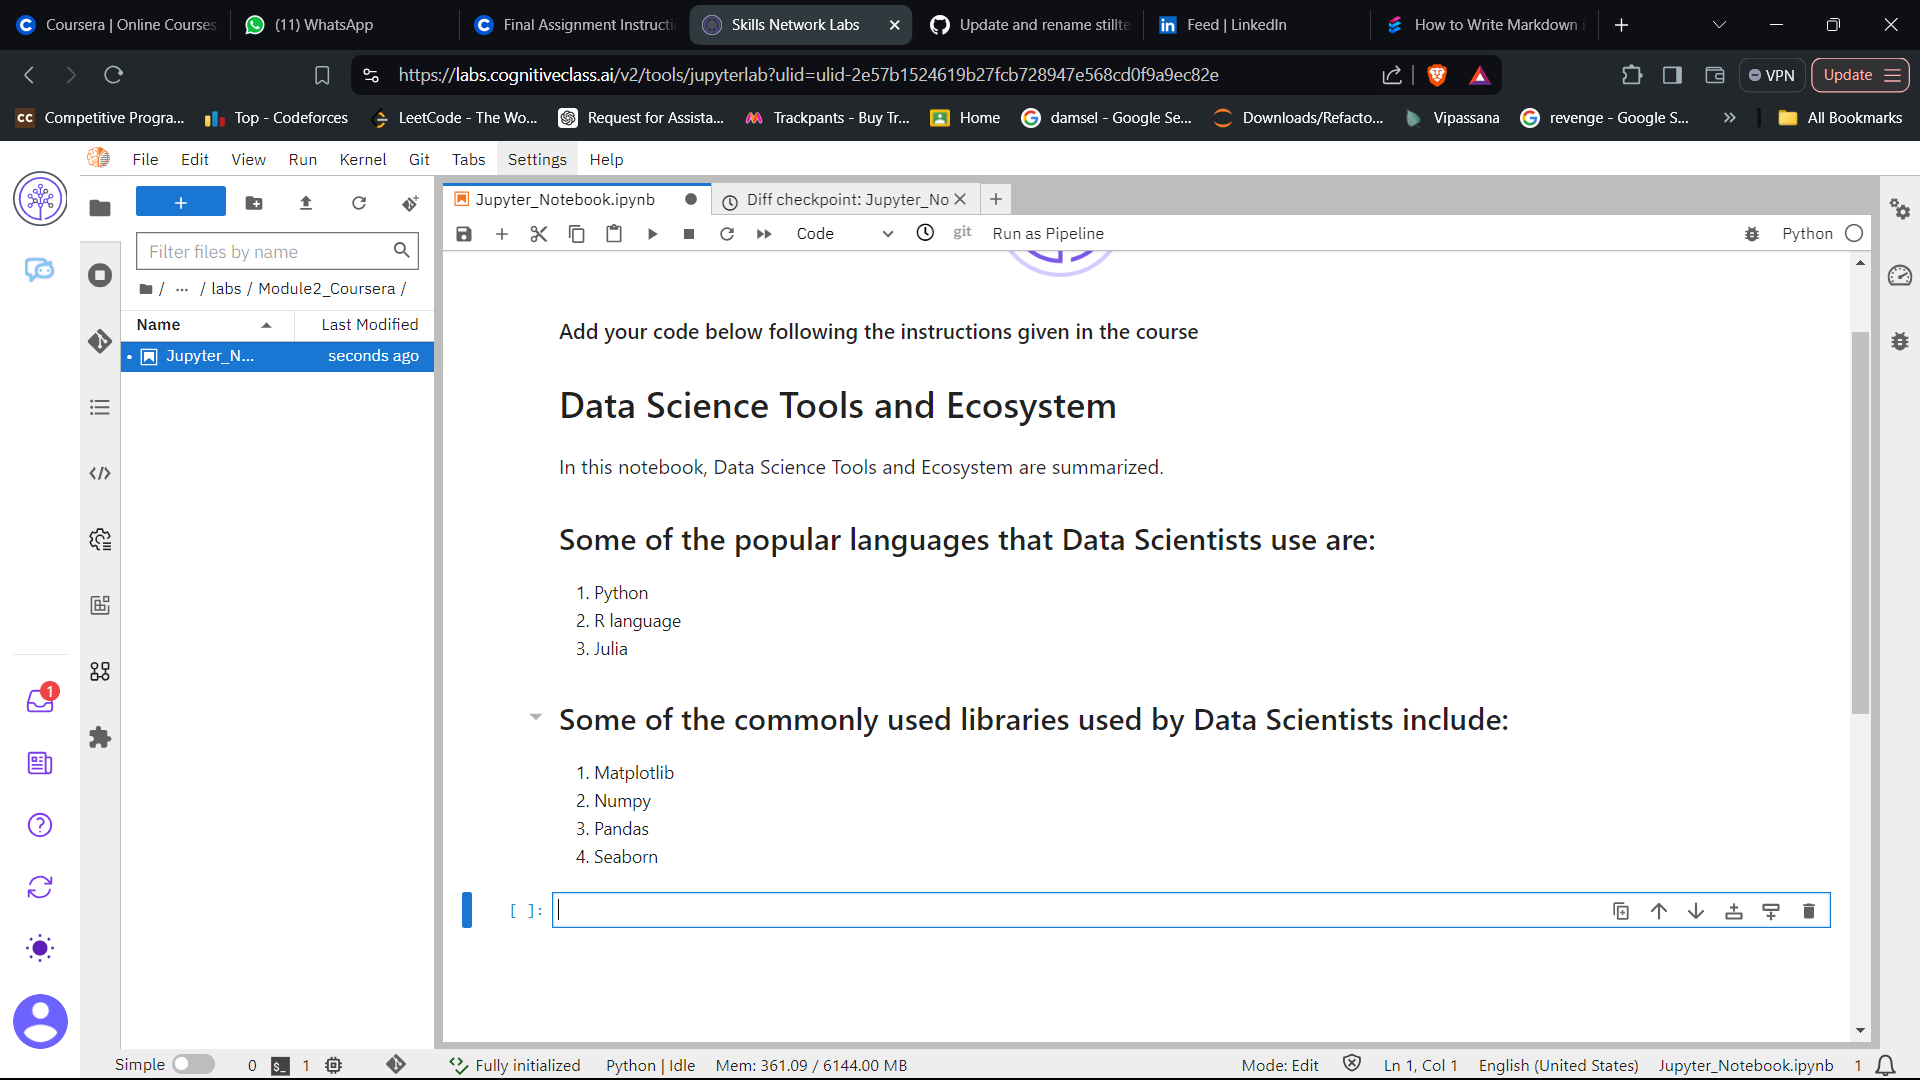 Coursera | Online Courses
(11) WhatsApp
Final Assignment Instructi
Skills Network Labs
Update and rename stillte
Feed | LinkedIn
How to Write Markdown i
https://labs.cognitiveclass.ai/v2/tools/jupyterlab?ulid=ulid-2e57b1524619b27fcb728947e568cd0f9a9ec82e
VPN
Update
CC Competitive Progra...
Top - Codeforces
LeetCode - The Wo...
Request for Assista...
Trackpants - Buy Tr...
Home
damsel - Google Se...
Downloads/Refacto...
Vipassana
revenge - Google S...
All Bookmarks
File Edit View Run Kernel Git Tabs Settings Help
Jupyter_Notebook.ipynb
Diff checkpoint: Jupyter_No
Code
git
Run as Pipeline
Python
Filter files by name
/ ... / labs / Module2_Coursera /
Name
Last Modified
Jupyter_N...
seconds ago
Add your code below following the instructions given in the course
Data Science Tools and Ecosystem
In this notebook, Data Science Tools and Ecosystem are summarized.
Some of the popular languages that Data Scientists use are:
1. Python
2. R language
3. Julia
Some of the commonly used libraries used by Data Scientists include:
1. Matplotlib
2. Numpy
3. Pandas
4. Seaborn
[ ]:
1
Simple
0
$_
1
Fully initialized
Python | Idle
Mem: 361.09 / 6144.00 MB
Mode: Edit
Ln 1, Col 1
English (United States)
Jupyter_Notebook.ipynb
1